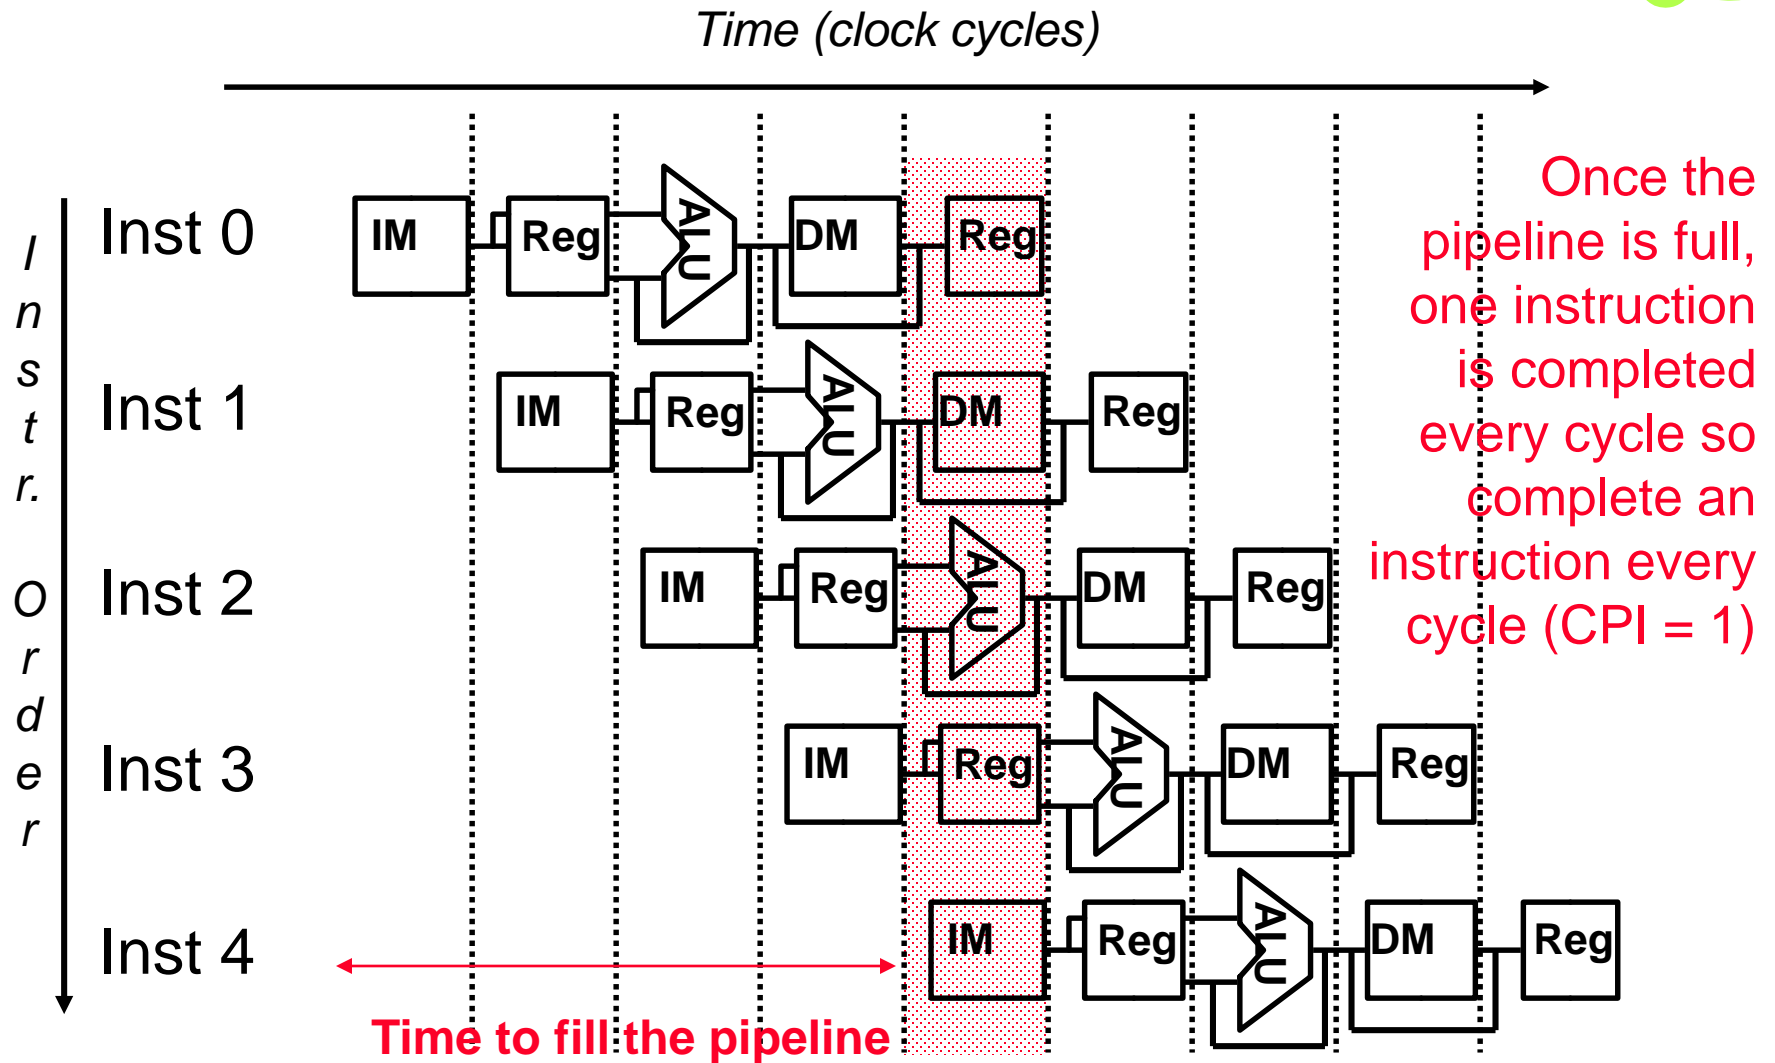 Time (clock cycles)
Instr. Order
Inst 0
IM Reg ALU DM Reg
Inst 1
IM Reg ALU DM Reg
Inst 2
IM Reg ALU DM Reg
Inst 3
IM Reg ALU DM Reg
Inst 4
IM Reg ALU DM Reg
Time to fill the pipeline
Once the
pipeline is full,
one instruction
is completed
every cycle so
complete an
instruction every
cycle (CPI = 1)